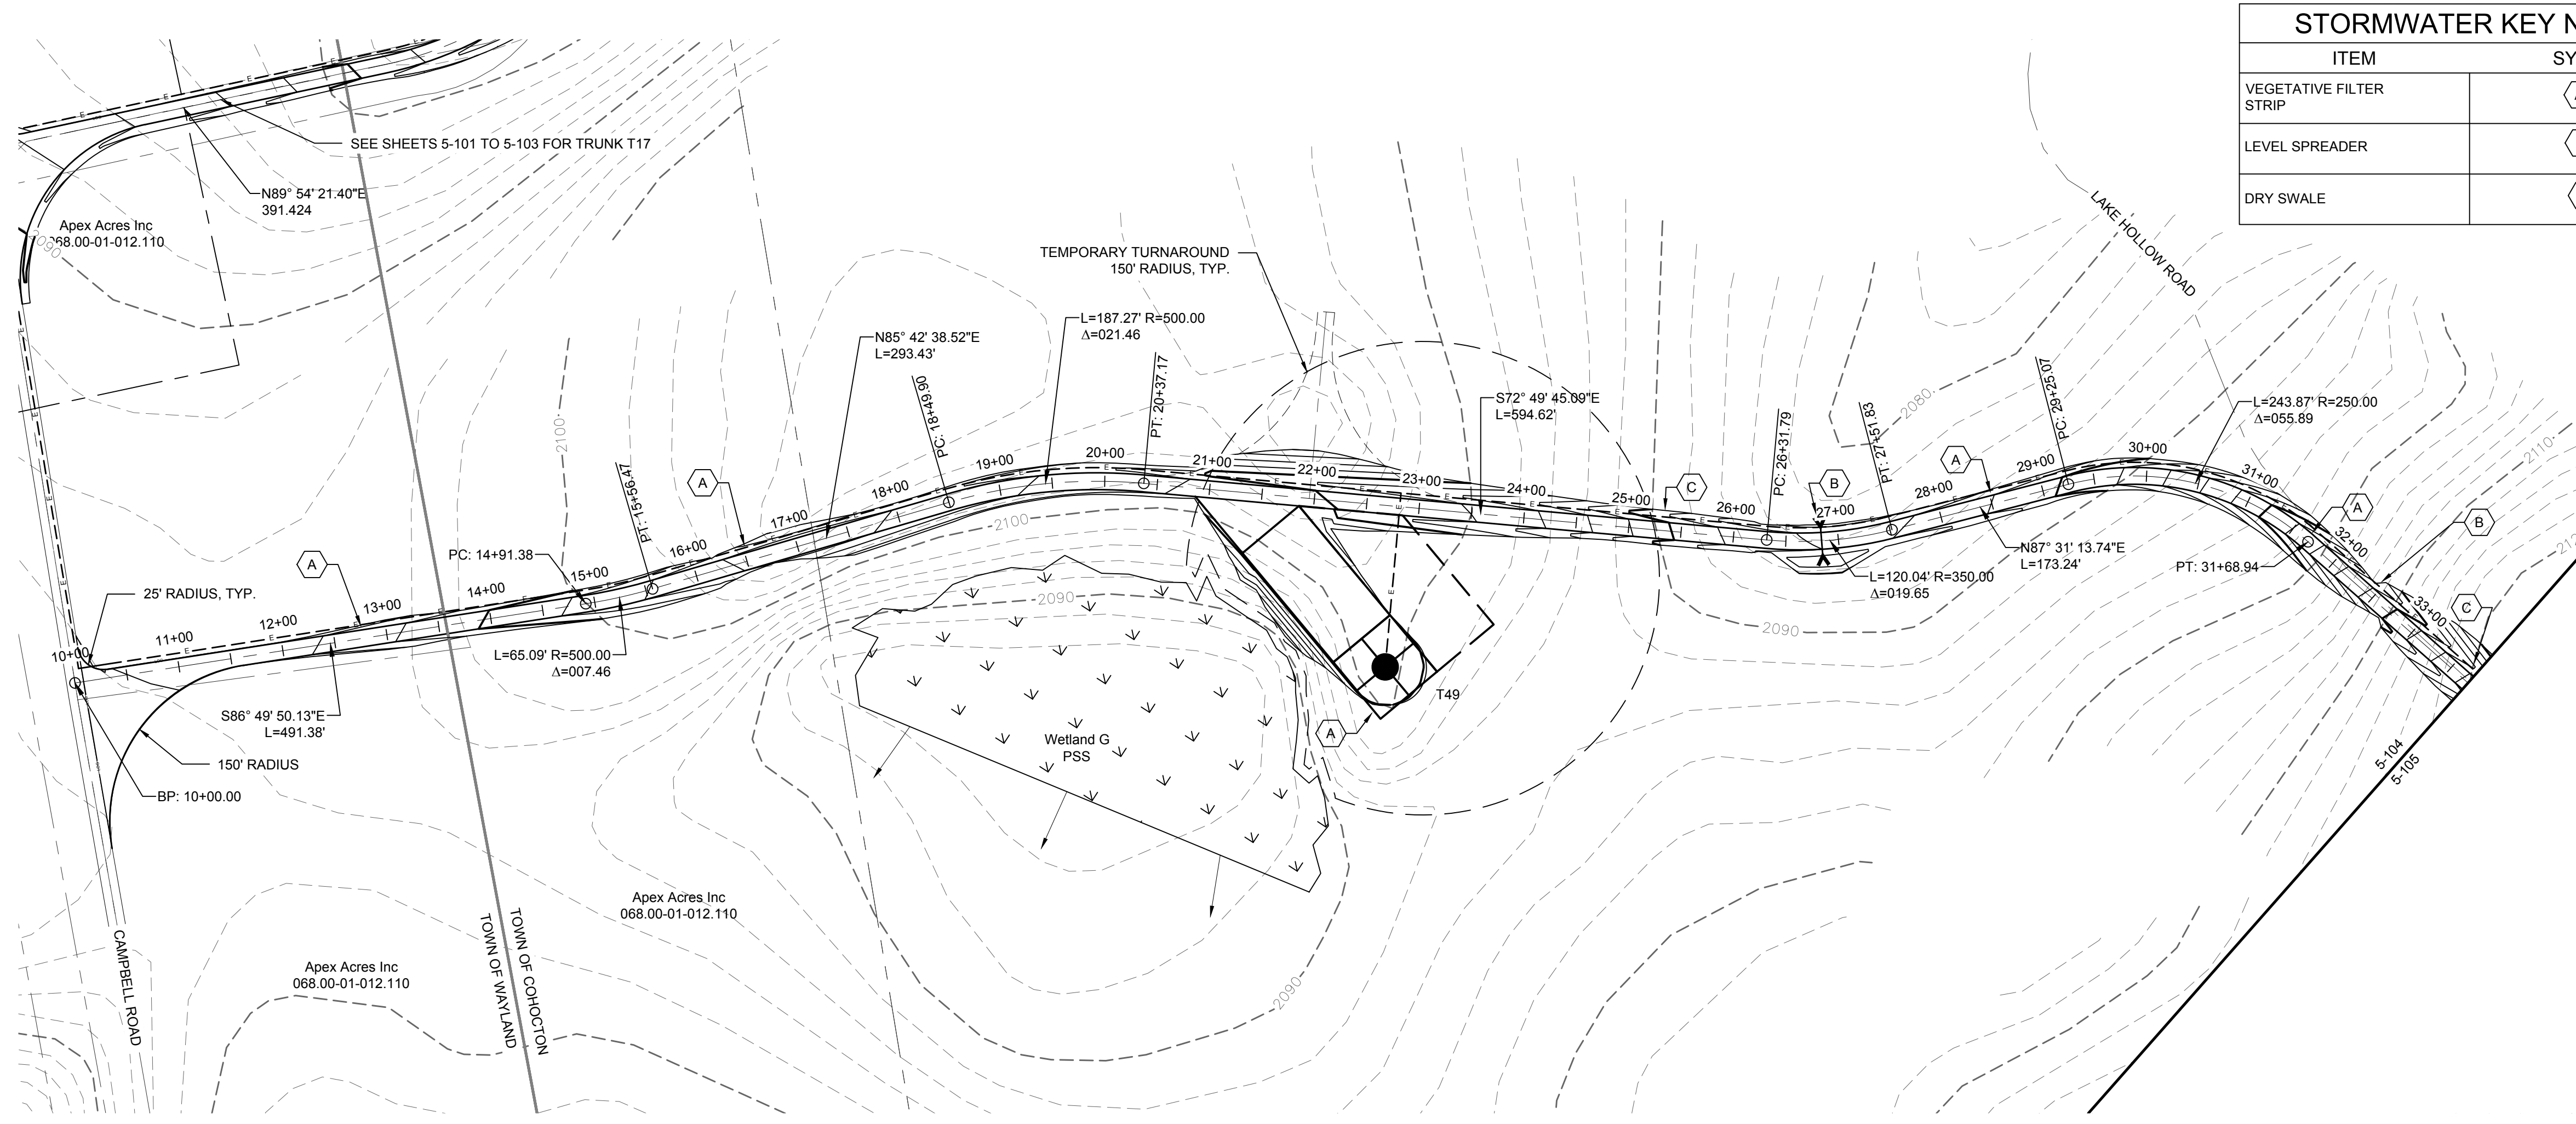 STORMWATER KEY N
ITEM SY
VEGETATIVE FILTER
STRIP
LEVEL SPREADER
DRY SWALE
SEE SHEETS 5-101 TO 5-103 FOR TRUNK T17
N89° 54' 21.40"E
391.424
Apex Acres Inc
068.00-01-012.110
2090
LAKE HOLLOW ROAD
TEMPORARY TURNAROUND
150' RADIUS, TYP.
L=187.27' R=500.00
Δ=021.46
N85° 42' 38.52"E
L=293.43'
PT: 20+37.17
PC: 18+49.90
S72° 49' 45.09"E
L=594.62'
PC: 26+31.79
PT: 27+51.83
PC: 29+25.07
L=243.87' R=250.00
Δ=055.89
2080
2100
2110
PT: 15+56.47
PC: 14+91.38
10+00
11+00
12+00
13+00
14+00
15+00
16+00
17+00
18+00
19+00
20+00
21+00
22+00
23+00
24+00
25+00
26+00
27+00
28+00
29+00
30+00
31+00
32+00
33+00
A
A
C
B
A
A
B
C
A
2100
2090
25' RADIUS, TYP.
N87° 31' 13.74"E
L=173.24'
PT: 31+68.94
L=120.04' R=350.00
Δ=019.65
2090
L=65.09' R=500.00
Δ=007.46
S86° 49' 50.13"E
L=491.38'
150' RADIUS
BP: 10+00.00
T49
Wetland G
PSS
5-104
5-105
Apex Acres Inc
068.00-01-012.110
Apex Acres Inc
068.00-01-012.110
CAMPBELL ROAD
TOWN OF WAYLAND
TOWN OF COHOCTON
2090